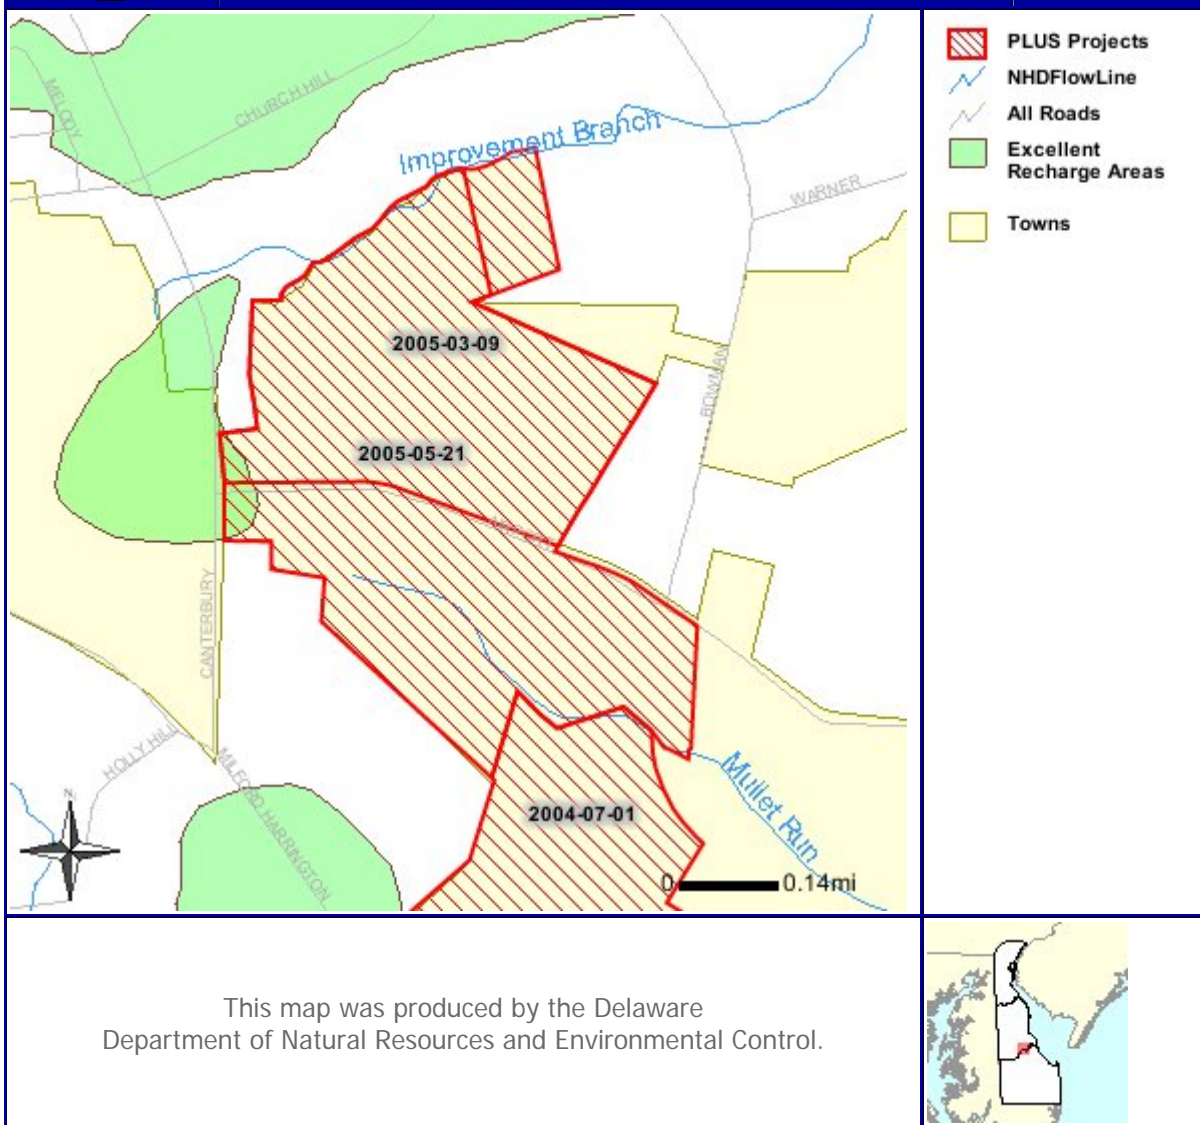 PLUS Projects
NHDFlowLine
All Roads
Excellent
Recharge Areas
Towns
MELODY
CHURCH HILL
Improvement Branch
WARNER
2005-03-09
BOWMAN
2005-05-21
CANTERBURY
HOLLY HILL
MILFORD HARRINGTON
Mullet Run
2004-07-01
N
0 0.14mi
This map was produced by the Delaware
Department of Natural Resources and Environmental Control.